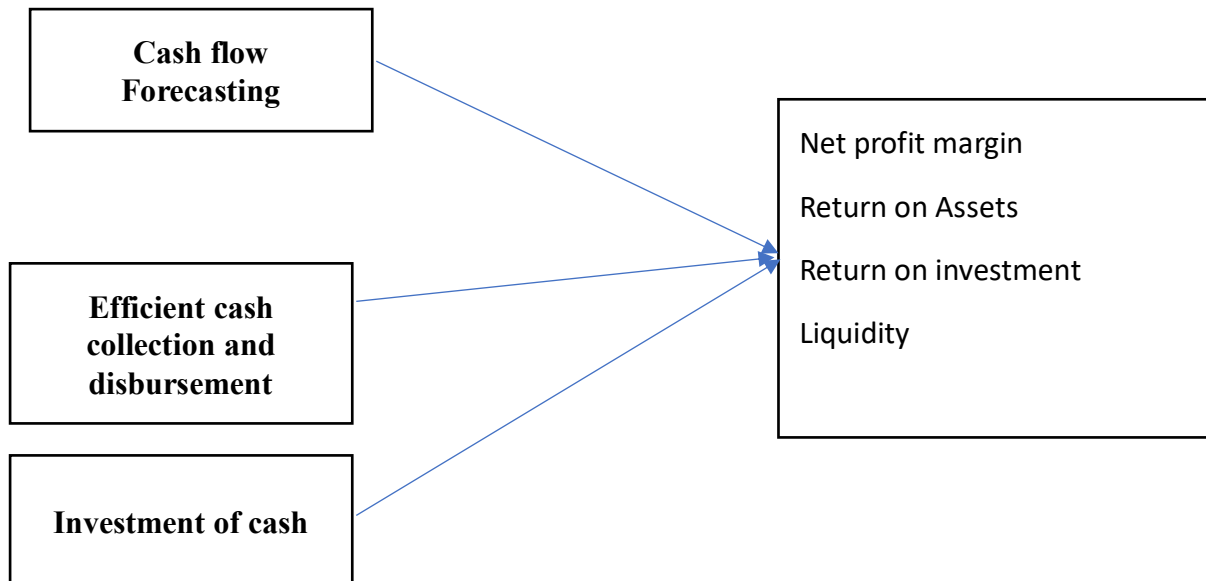 Cash flow
Forecasting
Net profit margin
Return on Assets
Return on investment
Liquidity
Efficient cash
collection and
disbursement
Investment of cash